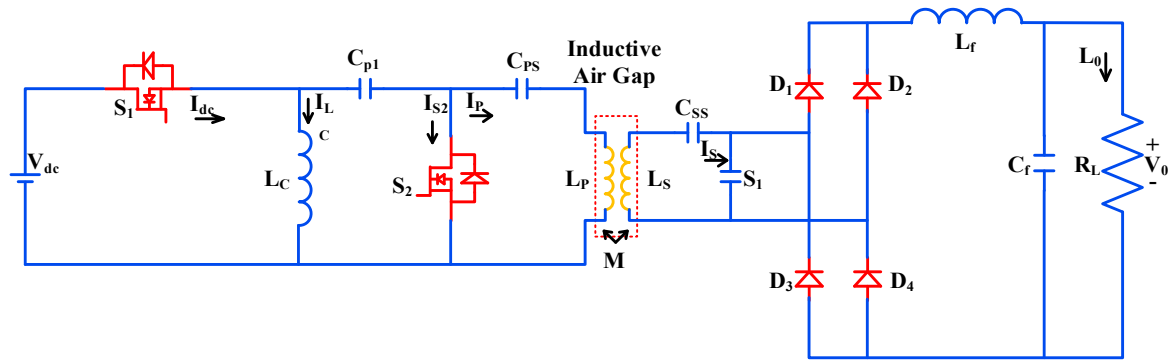 Inductive
Air Gap
V_dc
S_1
I_dc
I_L
C
L_C
C_p1
I_S2
S_2
I_P
C_PS
L_P
L_S
M
C_SS
I_S
S_1
D_1
D_2
D_3
D_4
L_f
C_f
L_0
R_L
+
V_0
-